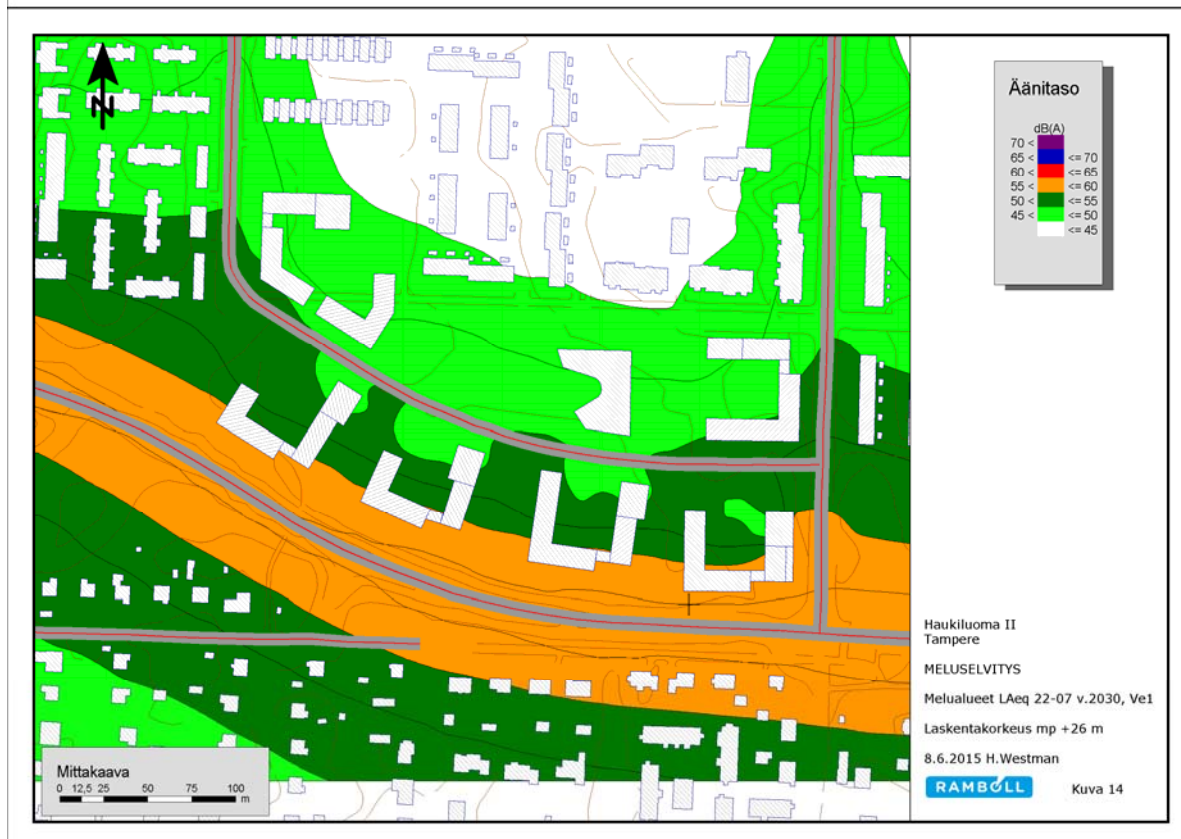 N
Äänitaso
dB(A)
70 <
65 < <= 70
60 < <= 65
55 < <= 60
50 < <= 55
45 < <= 50
<= 45
Haukiluoma II
Tampere
MELUSELVITYS
Melualueet LAeq 22-07 v.2030, Ve1
Laskentakorkeus mp +26 m
8.6.2015 H.Westman
RAMBOLL Kuva 14
Mittakaava
0 12,5 25 50 75 100
m